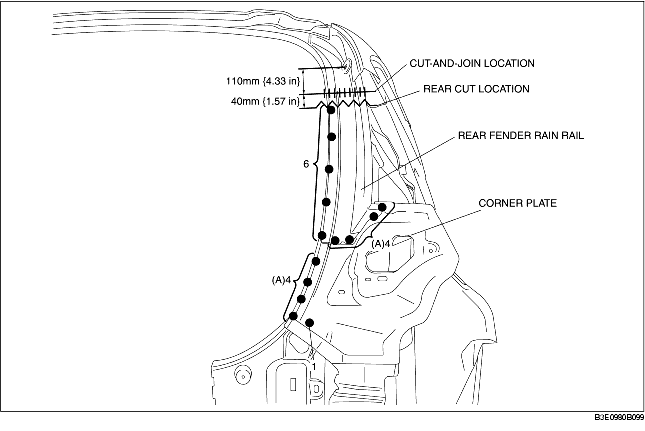 CUT-AND-JOIN LOCATION
110mm {4.33 in}
REAR CUT LOCATION
40mm {1.57 in}
REAR FENDER RAIN RAIL
6
CORNER PLATE
(A)4
(A)4
1
B3E0980B099